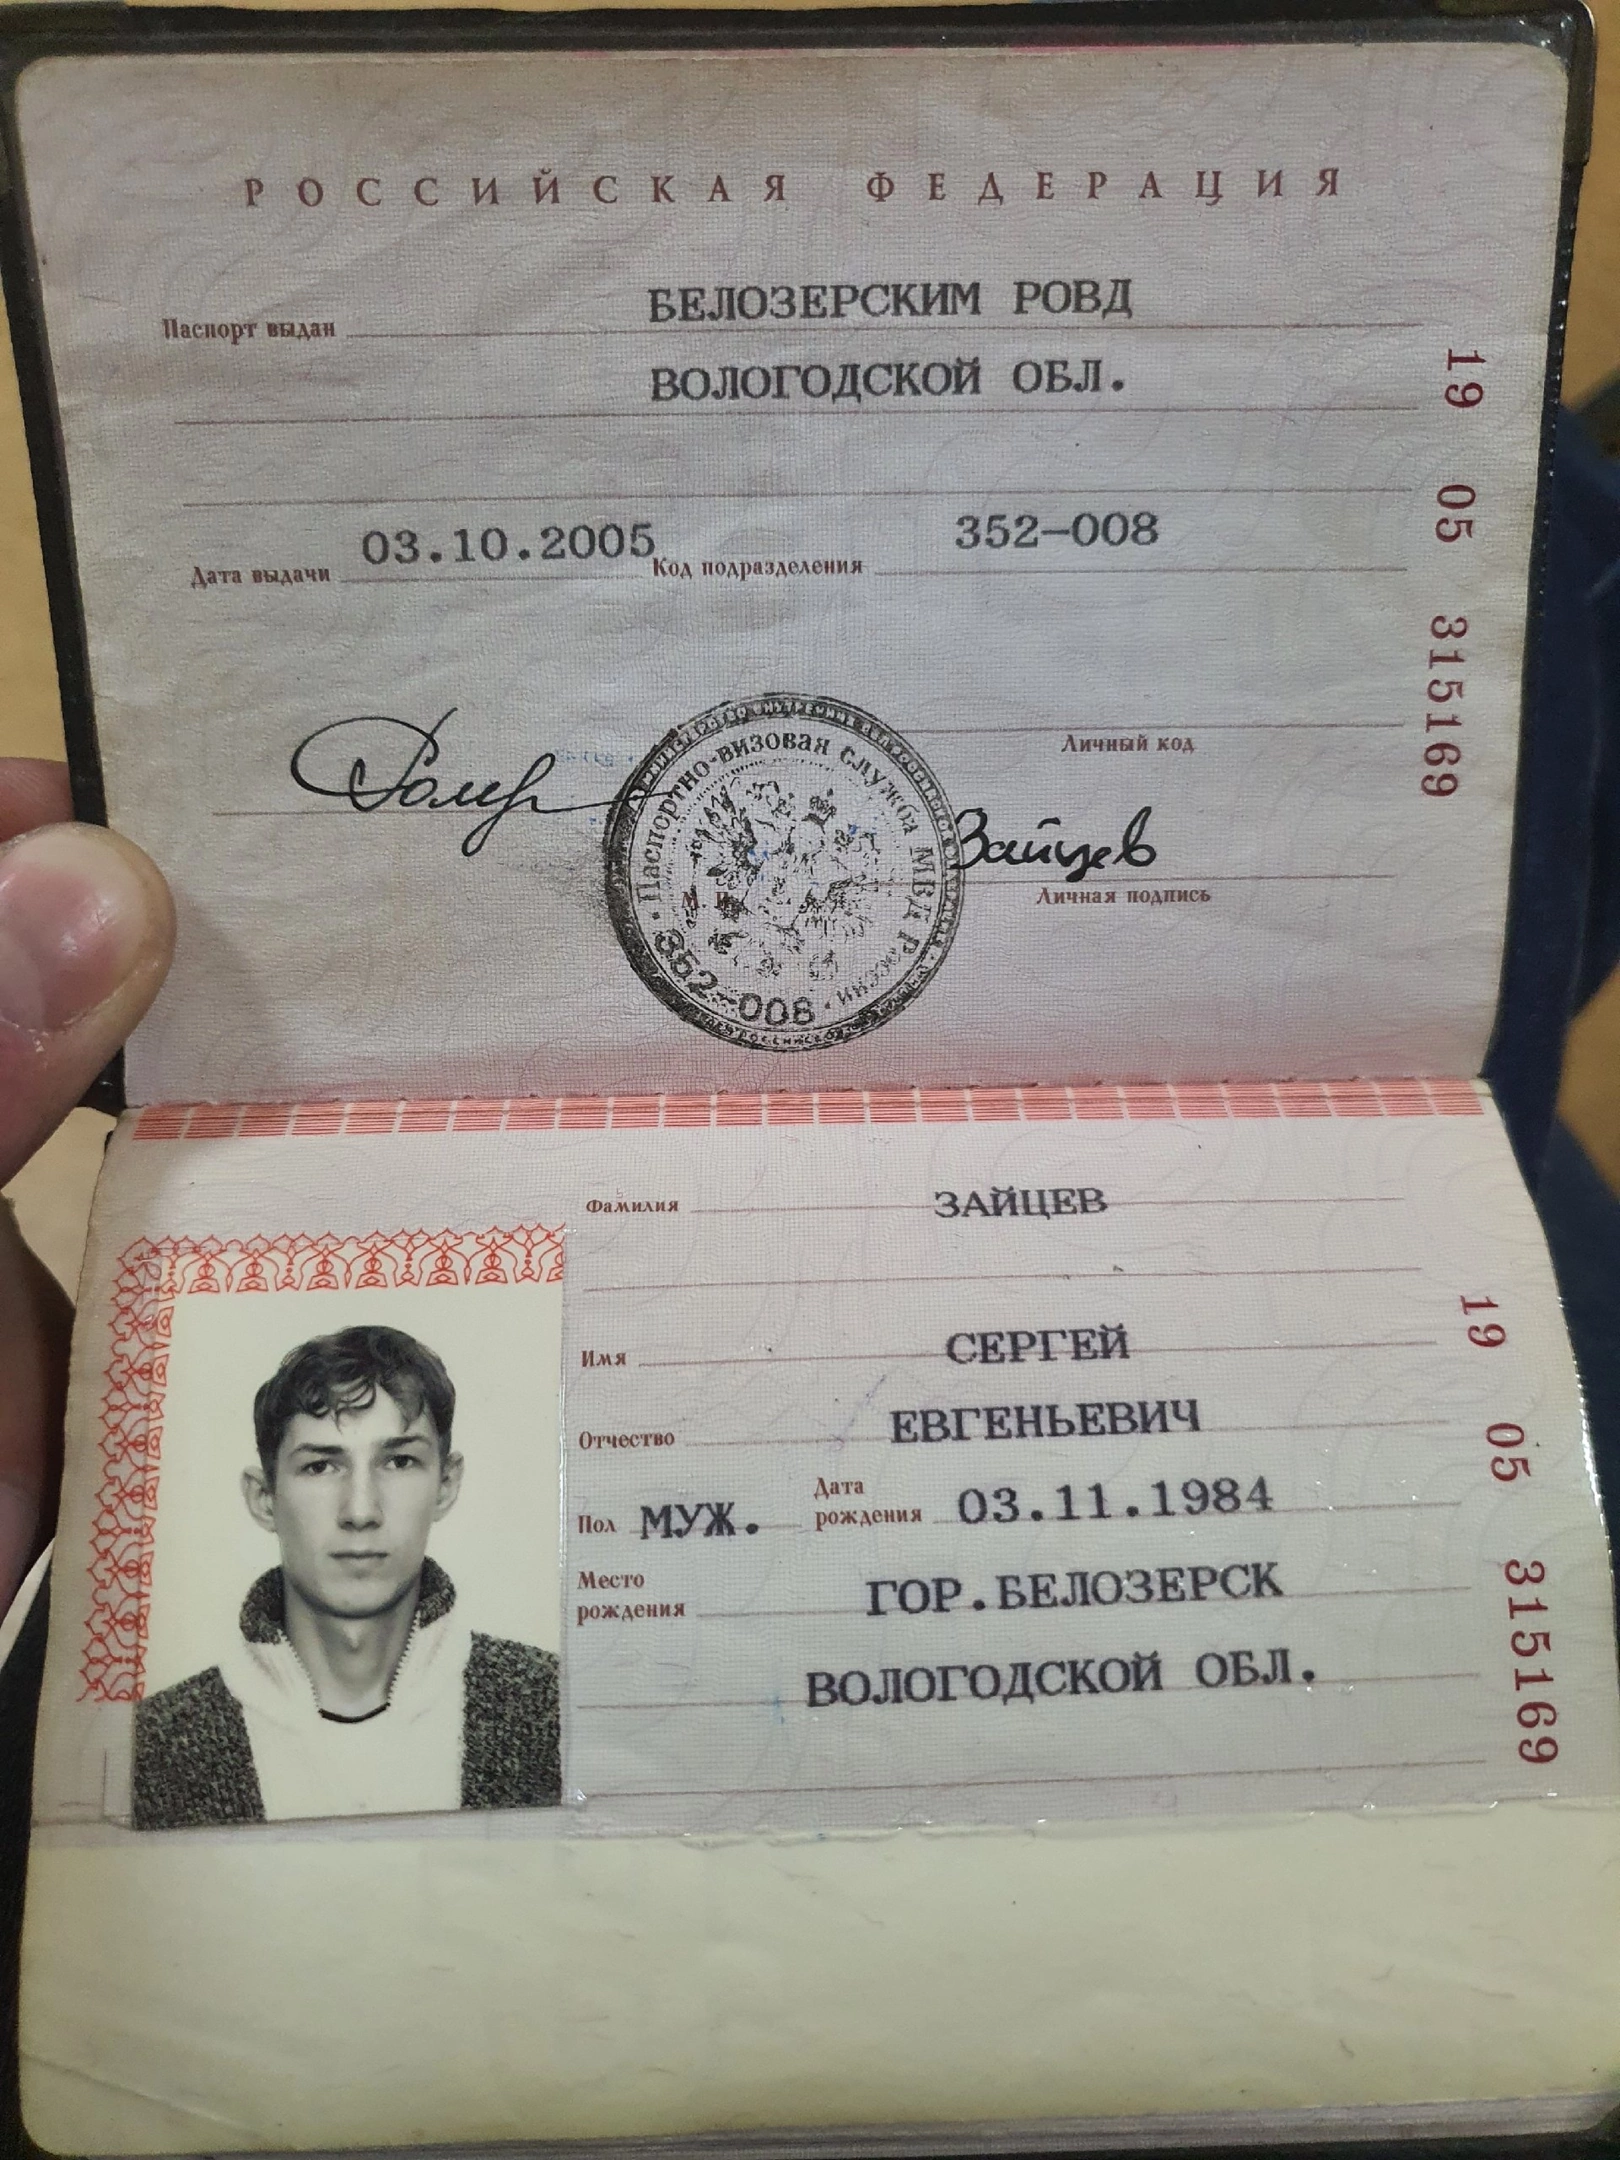 РОССИЙСКАЯ ФЕДЕРАЦИЯ
Паспорт выдан БЕЛОЗЕРСКИМ РОВД
ВОЛОГОДСКОЙ ОБЛ.
Дата выдачи 03.10.2005 Код подразделения 352-008
19 05 315169
Личный код
Зайцев
Личная подпись
М.П.
Паспортно-визовая служба МВД России
352-008
Фамилия ЗАЙЦЕВ
Имя СЕРГЕЙ
Отчество ЕВГЕНЬЕВИЧ
Пол МУЖ. Дата рождения 03.11.1984
Место рождения ГОР.БЕЛОЗЕРСК
ВОЛОГОДСКОЙ ОБЛ.
19 05 315169